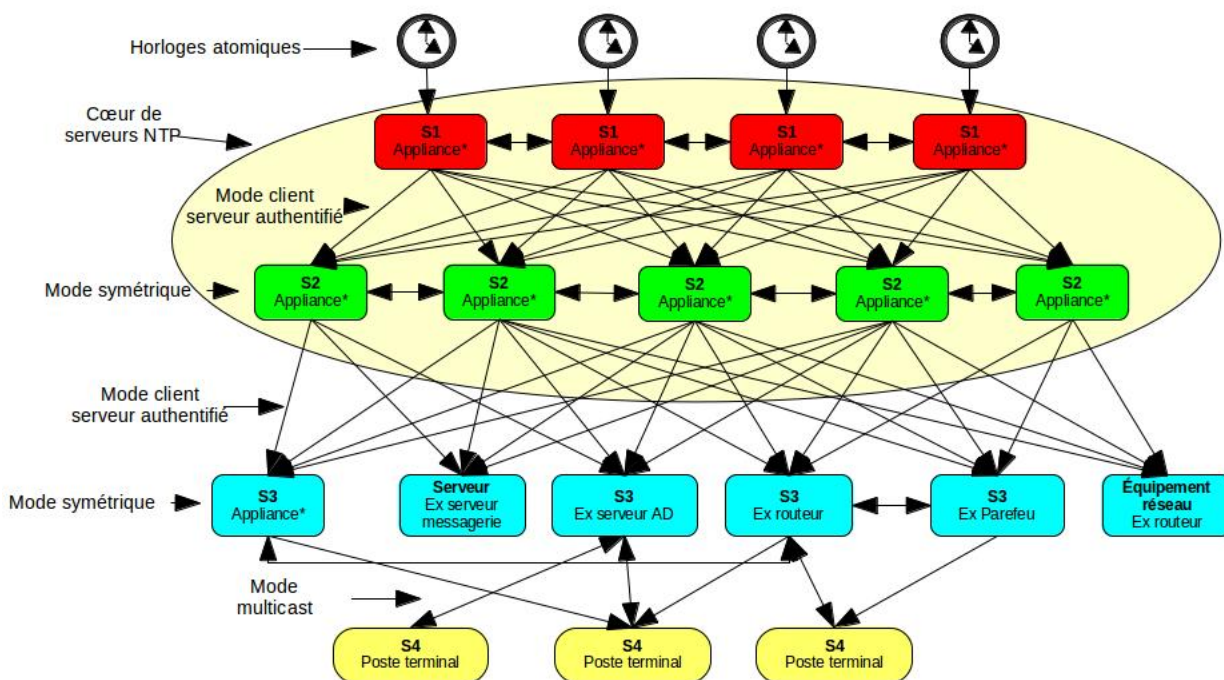 Horloges atomiques
Cœur de
serveurs NTP
S1
Appliance*
S1
Appliance*
S1
Appliance*
S1
Appliance*
Mode client
serveur authentifié
Mode symétrique
S2
Appliance*
S2
Appliance*
S2
Appliance*
S2
Appliance*
S2
Appliance*
Mode client
serveur authentifié
Mode symétrique
S3
Appliance*
Serveur
Ex serveur
messagerie
S3
Ex serveur AD
S3
Ex routeur
S3
Ex Parefeu
Équipement
réseau
Ex routeur
Mode
multicast
S4
Poste terminal
S4
Poste terminal
S4
Poste terminal